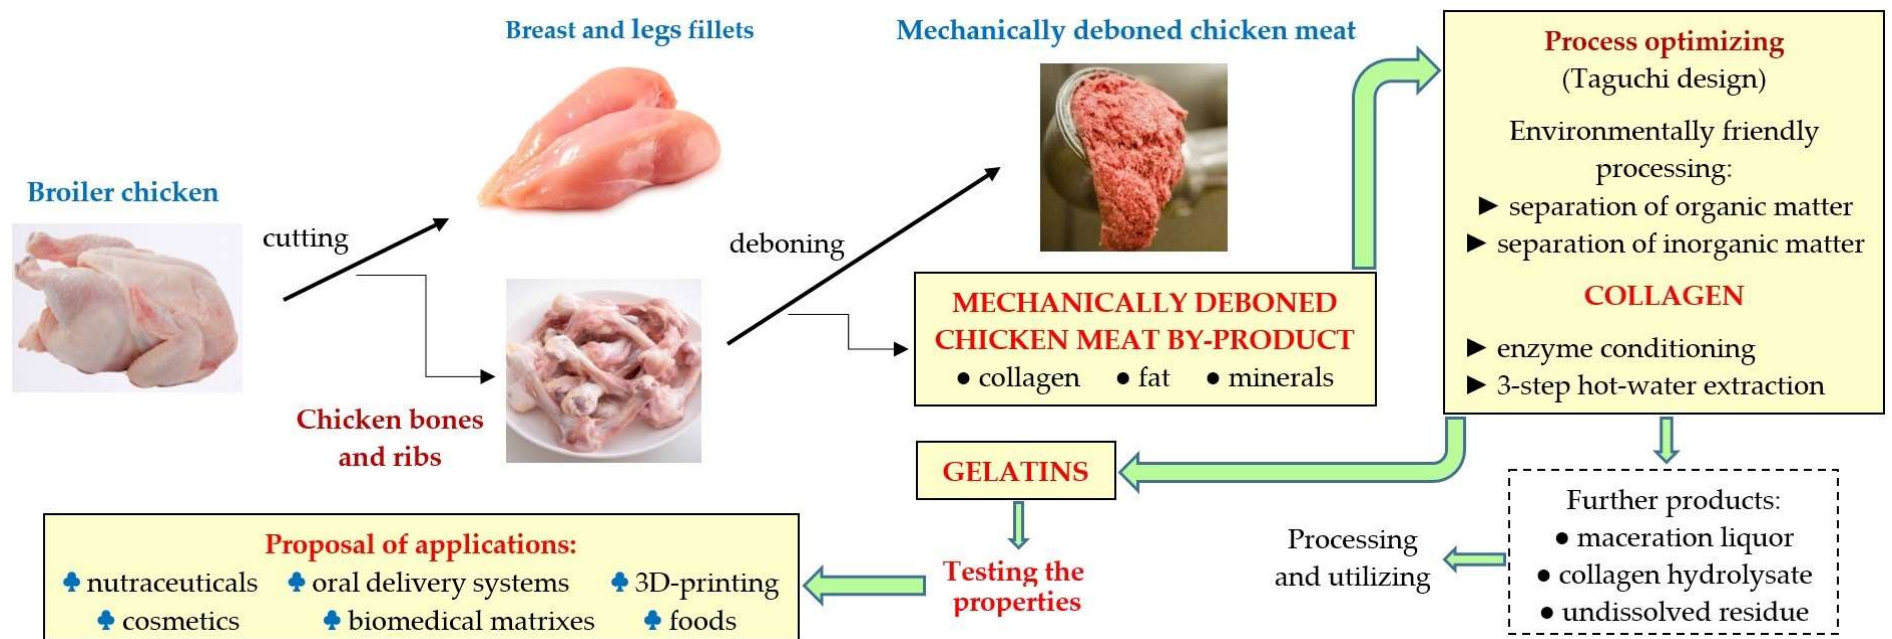 Breast and legs fillets
Mechanically deboned chicken meat
Broiler chicken
cutting
Chicken bones
and ribs
deboning
MECHANICALLY DEBONED
CHICKEN MEAT BY-PRODUCT
● collagen ● fat ● minerals
Process optimizing
(Taguchi design)
Environmentally friendly
processing:
► separation of organic matter
► separation of inorganic matter
COLLAGEN
► enzyme conditioning
► 3-step hot-water extraction
GELATINS
Further products:
● maceration liquor
● collagen hydrolysate
● undissolved residue
Processing
and utilizing
Testing the
properties
Proposal of applications:
♣ nutraceuticals ♣ oral delivery systems ♣ 3D-printing
♣ cosmetics ♣ biomedical matrixes ♣ foods